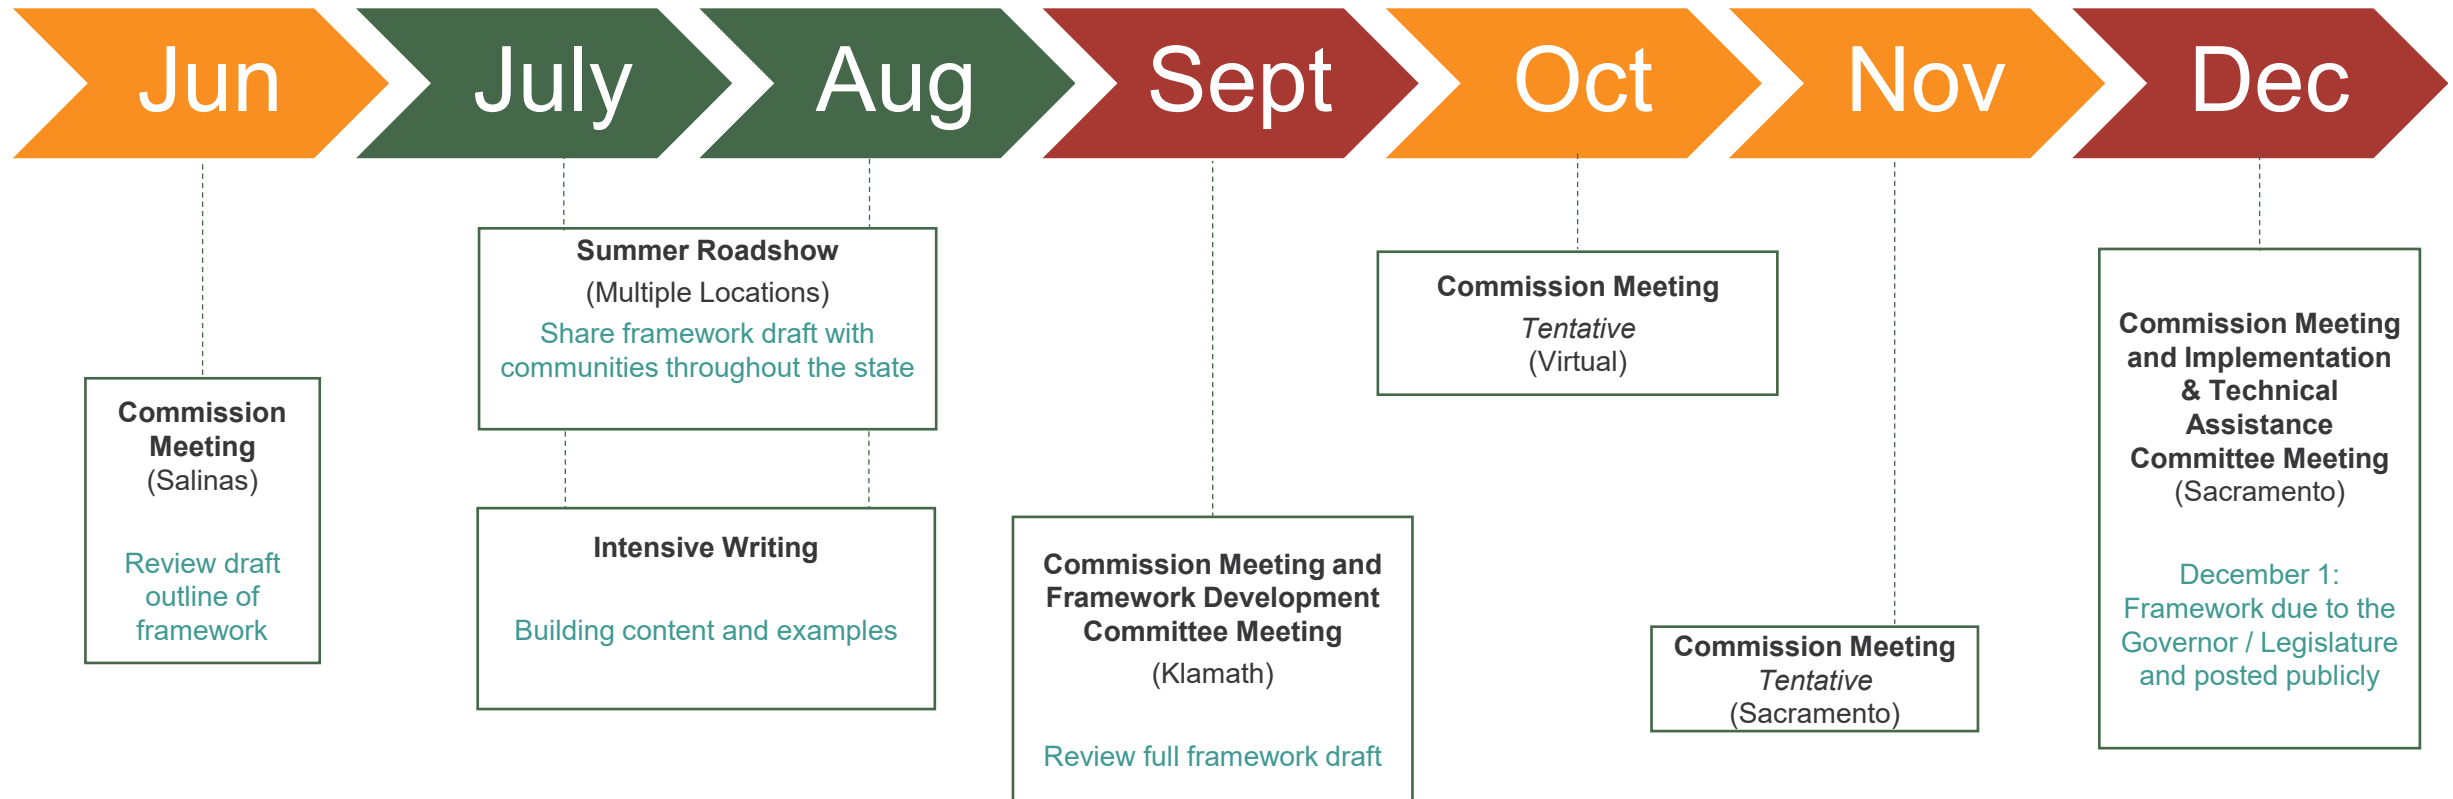 Jun
July
Aug
Sept
Oct
Nov
Dec
Commission
Meeting
(Salinas)
Review draft
outline of
framework
Summer Roadshow
(Multiple Locations)
Share framework draft with
communities throughout the state
Intensive Writing
Building content and examples
Commission Meeting and
Framework Development
Committee Meeting
(Klamath)
Review full framework draft
Commission Meeting
Tentative
(Virtual)
Commission Meeting
Tentative
(Sacramento)
Commission Meeting
and Implementation
& Technical
Assistance
Committee Meeting
(Sacramento)
December 1:
Framework due to the
Governor / Legislature
and posted publicly